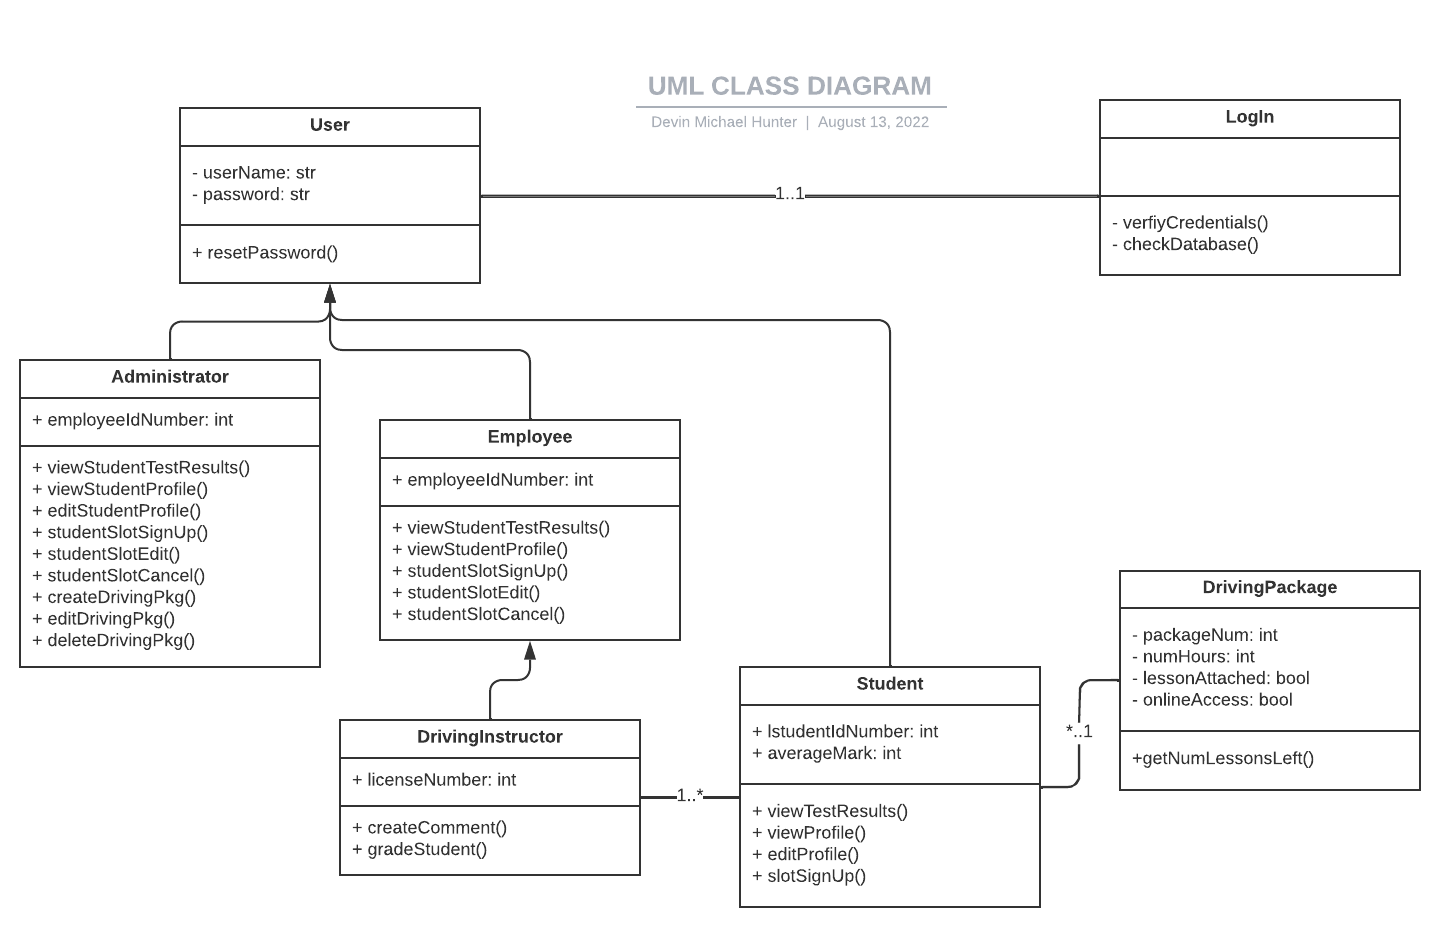 UML CLASS DIAGRAM
Devin Michael Hunter | August 13, 2022
User
- userName: str
- password: str
+ resetPassword()
1..1
LogIn
- verfiyCredentials()
- checkDatabase()
Administrator
+ employeeIdNumber: int
+ viewStudentTestResults()
+ viewStudentProfile()
+ editStudentProfile()
+ studentSlotSignUp()
+ studentSlotEdit()
+ studentSlotCancel()
+ createDrivingPkg()
+ editDrivingPkg()
+ deleteDrivingPkg()
Employee
+ employeeIdNumber: int
+ viewStudentTestResults()
+ viewStudentProfile()
+ studentSlotSignUp()
+ studentSlotEdit()
+ studentSlotCancel()
DrivingInstructor
+ licenseNumber: int
+ createComment()
+ gradeStudent()
1..*
Student
+ lstudentIdNumber: int
+ averageMark: int
+ viewTestResults()
+ viewProfile()
+ editProfile()
+ slotSignUp()
*..1
DrivingPackage
- packageNum: int
- numHours: int
- lessonAttached: bool
- onlineAccess: bool
+getNumLessonsLeft()